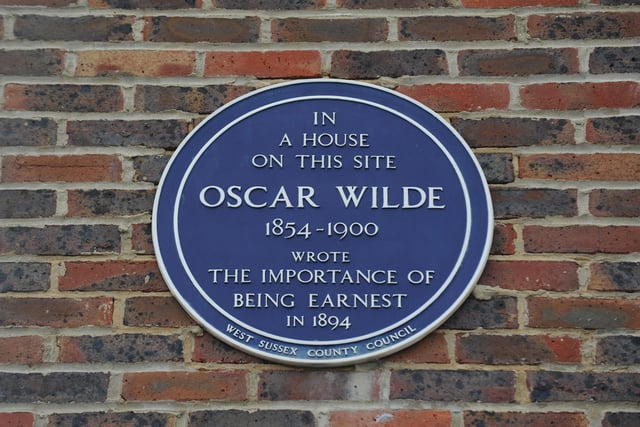 IN
A HOUSE
ON THIS SITE
OSCAR WILDE
1854-1900
WROTE
THE IMPORTANCE OF
BEING EARNEST
IN 1894
WEST SUSSEX COUNTY COUNCIL